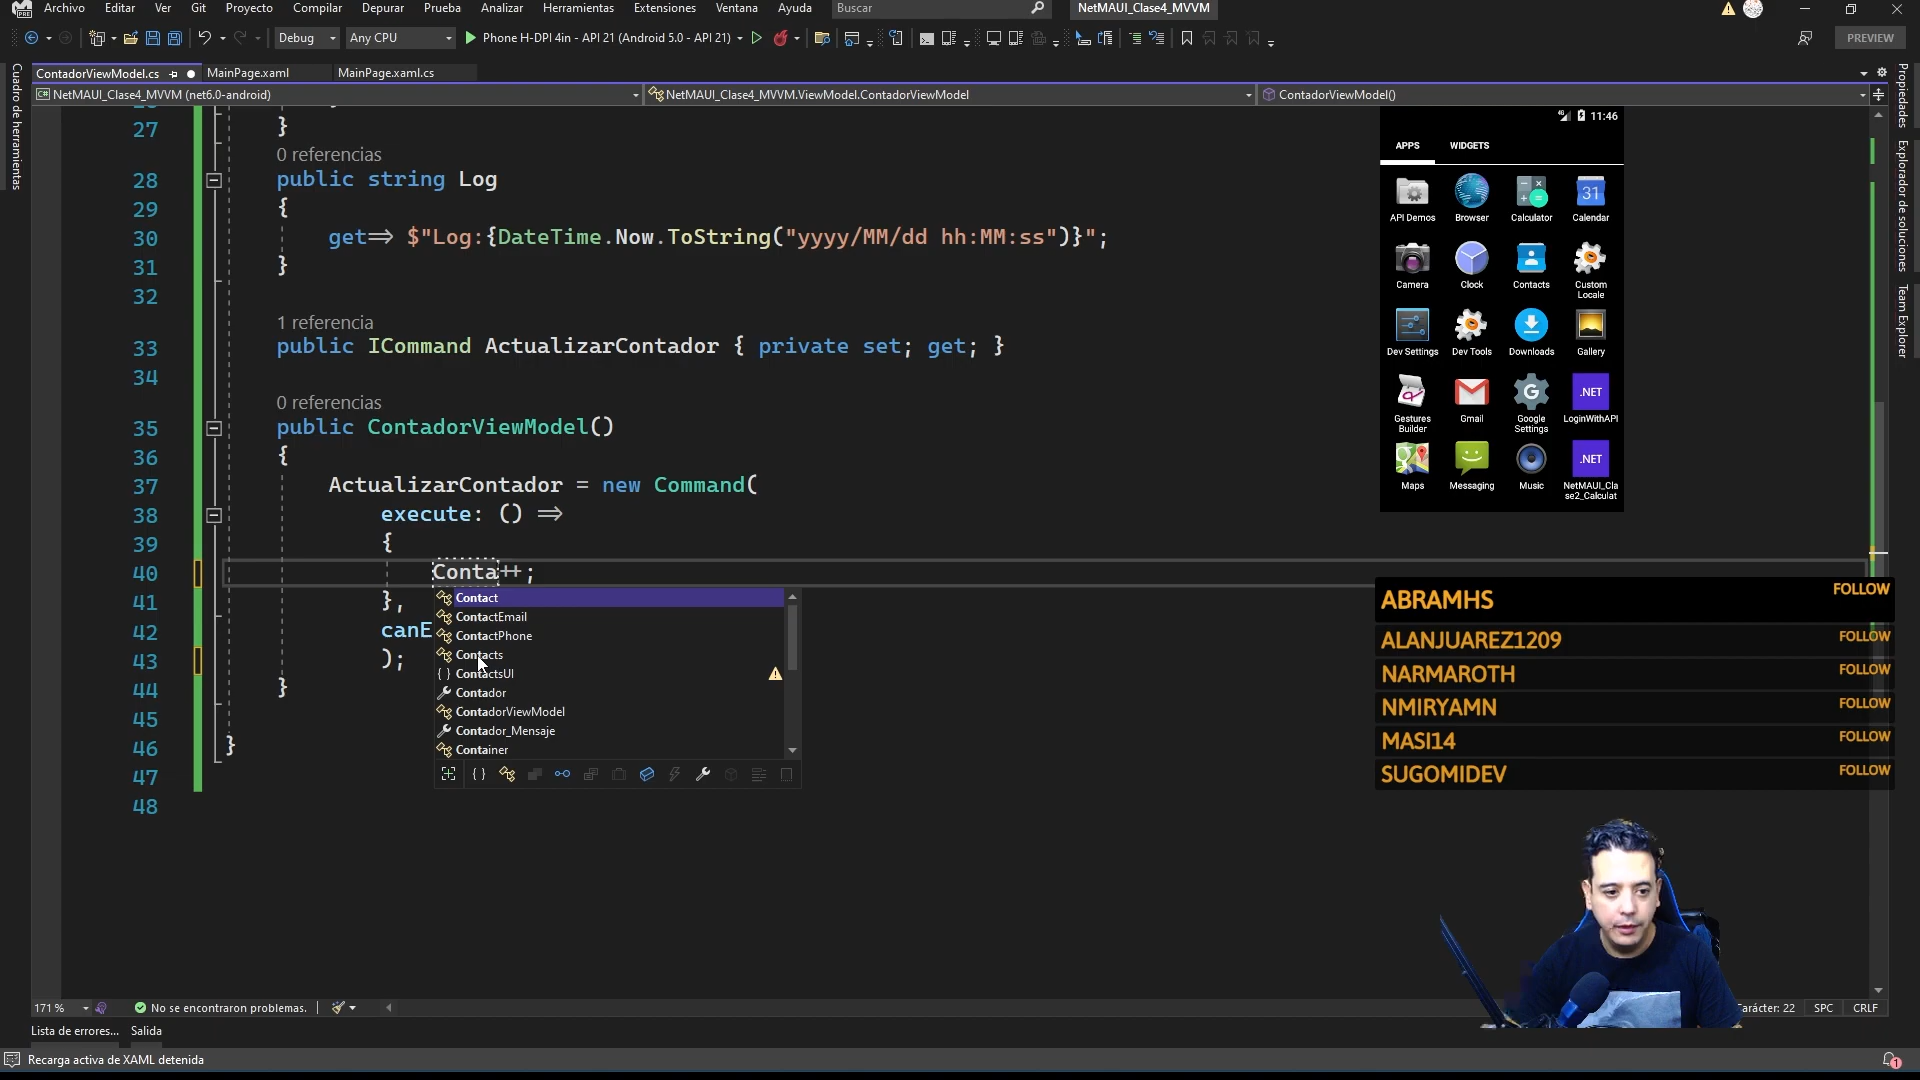 Archivo Editar Ver Git Proyecto Compilar Depurar Prueba Analizar Herramientas Extensiones Ventana Ayuda Buscar NetMAUI_Clase4_MVVM
Debug Any CPU Phone H-DPI 4in - API 21 (Android 5.0 - API 21) PREVIEW
ContadorViewModel.cs MainPage.xaml MainPage.xaml.cs
NetMAUI_Clase4_MVVM (net6.0-android) NetMAUI_Clase4_MVVM.ViewModel.ContadorViewModel ContadorViewModel()
Cuadro de herramientas
Propiedades
Explorador de soluciones
Team Explorer
27 }
0 referencias
28 public string Log
29 {
30 get=> $"Log:{DateTime.Now.ToString("yyyy/MM/dd hh:MM:ss")}";
31 }
32
1 referencia
33 public ICommand ActualizarContador { private set; get; }
34
0 referencias
35 public ContadorViewModel()
36 {
37 ActualizarContador = new Command(
38 execute: () =>
39 {
40 Conta++;
41 },
42 canE
43 );
44 }
45
46 }
47
48
Contact
ContactEmail
ContactPhone
Contacts
{ } ContactsUI
Contador
ContadorViewModel
Contador_Mensaje
Container
{ }
11:46
APPS WIDGETS
API Demos Browser Calculator Calendar
31
Camera Clock Contacts Custom Locale
Dev Settings Dev Tools Downloads Gallery
.NET
Gestures Builder Gmail Google Settings LoginWithAPI
.NET
Maps Messaging Music NetMAUI_Cla
se2_Calculat
ABRAMHS FOLLOW
ALANJUAREZ1209 FOLLOW
NARMAROTH FOLLOW
NMIRYAMN FOLLOW
MASI14 FOLLOW
SUGOMIDEV FOLLOW
171 % No se encontraron problemas. Carácter: 22 SPC CRLF
Lista de errores... Salida
Recarga activa de XAML detenida 1